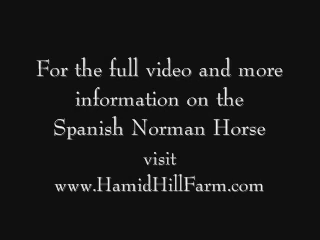 For the full video and more
information on the
Spanish Norman Horse
visit
www.HamidHillFarm.com